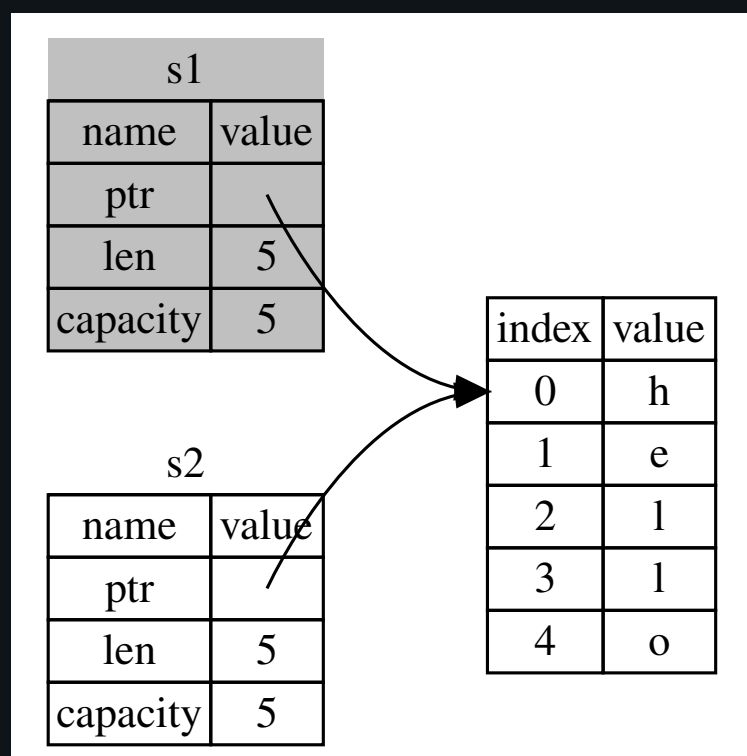 s1
name value
ptr
len 5
capacity 5
s2
name value
ptr
len 5
capacity 5
index value
0 h
1 e
2 l
3 l
4 o